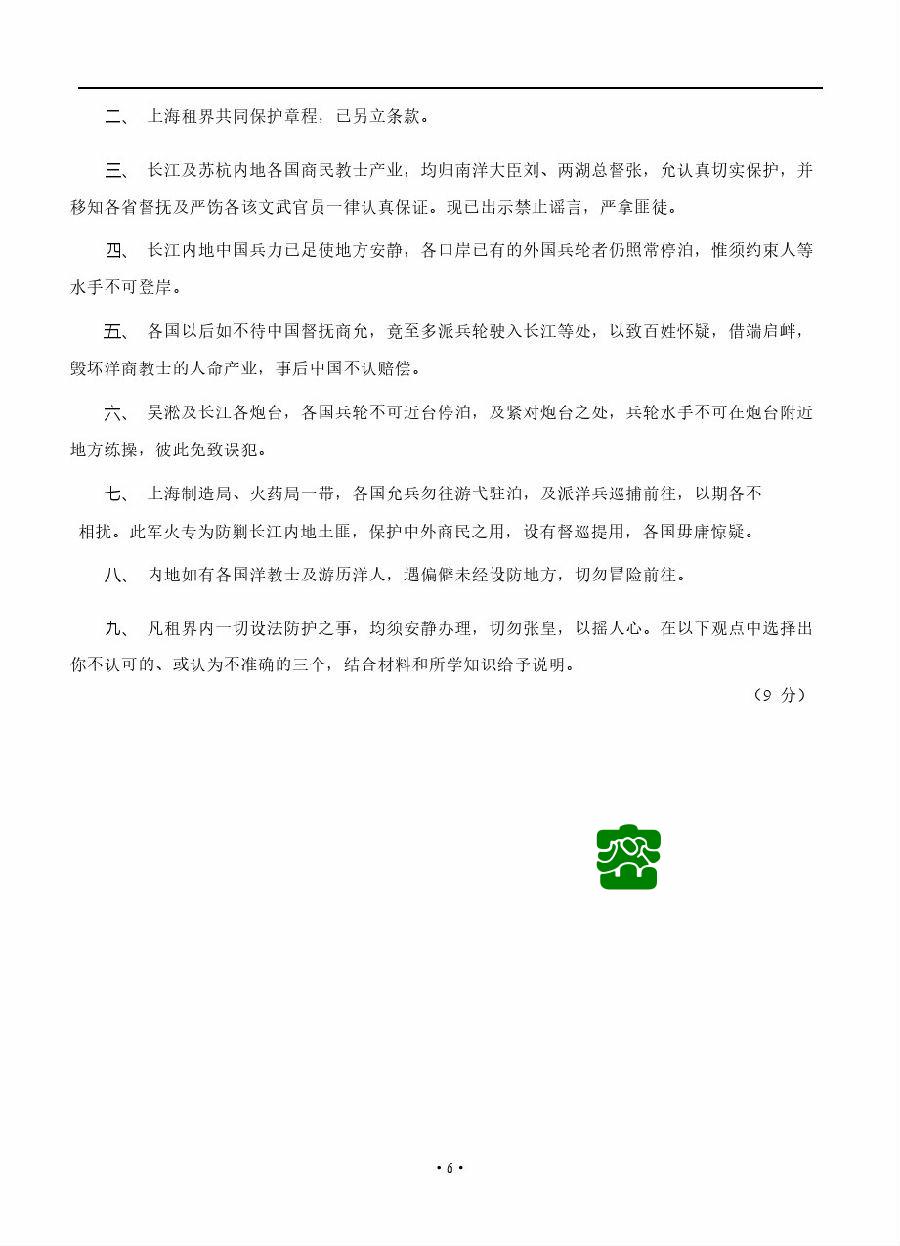 二、 上海租界共同保护章程，已另立条款。
三、 长江及苏杭内地各国商民教士产业，均归南洋大臣刘、两湖总督张，允认真切实保护，并
移知各省督抚及严饬各该文武官员一律认真保证。现已出示禁止谣言，严拿匪徒。
四、 长江内地中国兵力已足使地方安静，各口岸已有的外国兵轮者仍照常停泊，惟须约束人等
水手不可登岸。
五、 各国以后如不待中国督抚商允，竟至多派兵轮驶入长江等处，以致百姓怀疑，借端启衅，
毁坏洋商教士的人命产业，事后中国不认赔偿。
六、 吴淞及长江各炮台，各国兵轮不可近台停泊，及紧对炮台之处，兵轮水手不可在炮台附近
地方练操，彼此免致误犯。
七、 上海制造局、火药局一带，各国允兵勿往游弋驻泊，及派洋兵巡捕前往，以期各不
相扰。此军火专为防剿长江内地土匪，保护中外商民之用，设有督巡提用，各国毋庸惊疑。
八、 内地如有各国洋教士及游历洋人，遇偏僻未经设防地方，切勿冒险前往。
九、 凡租界内一切设法防护之事，均须安静办理，切勿张皇，以摇人心。在以下观点中选择出
你不认可的、或认为不准确的三个，结合材料和所学知识给予说明。
（9 分）
·6·